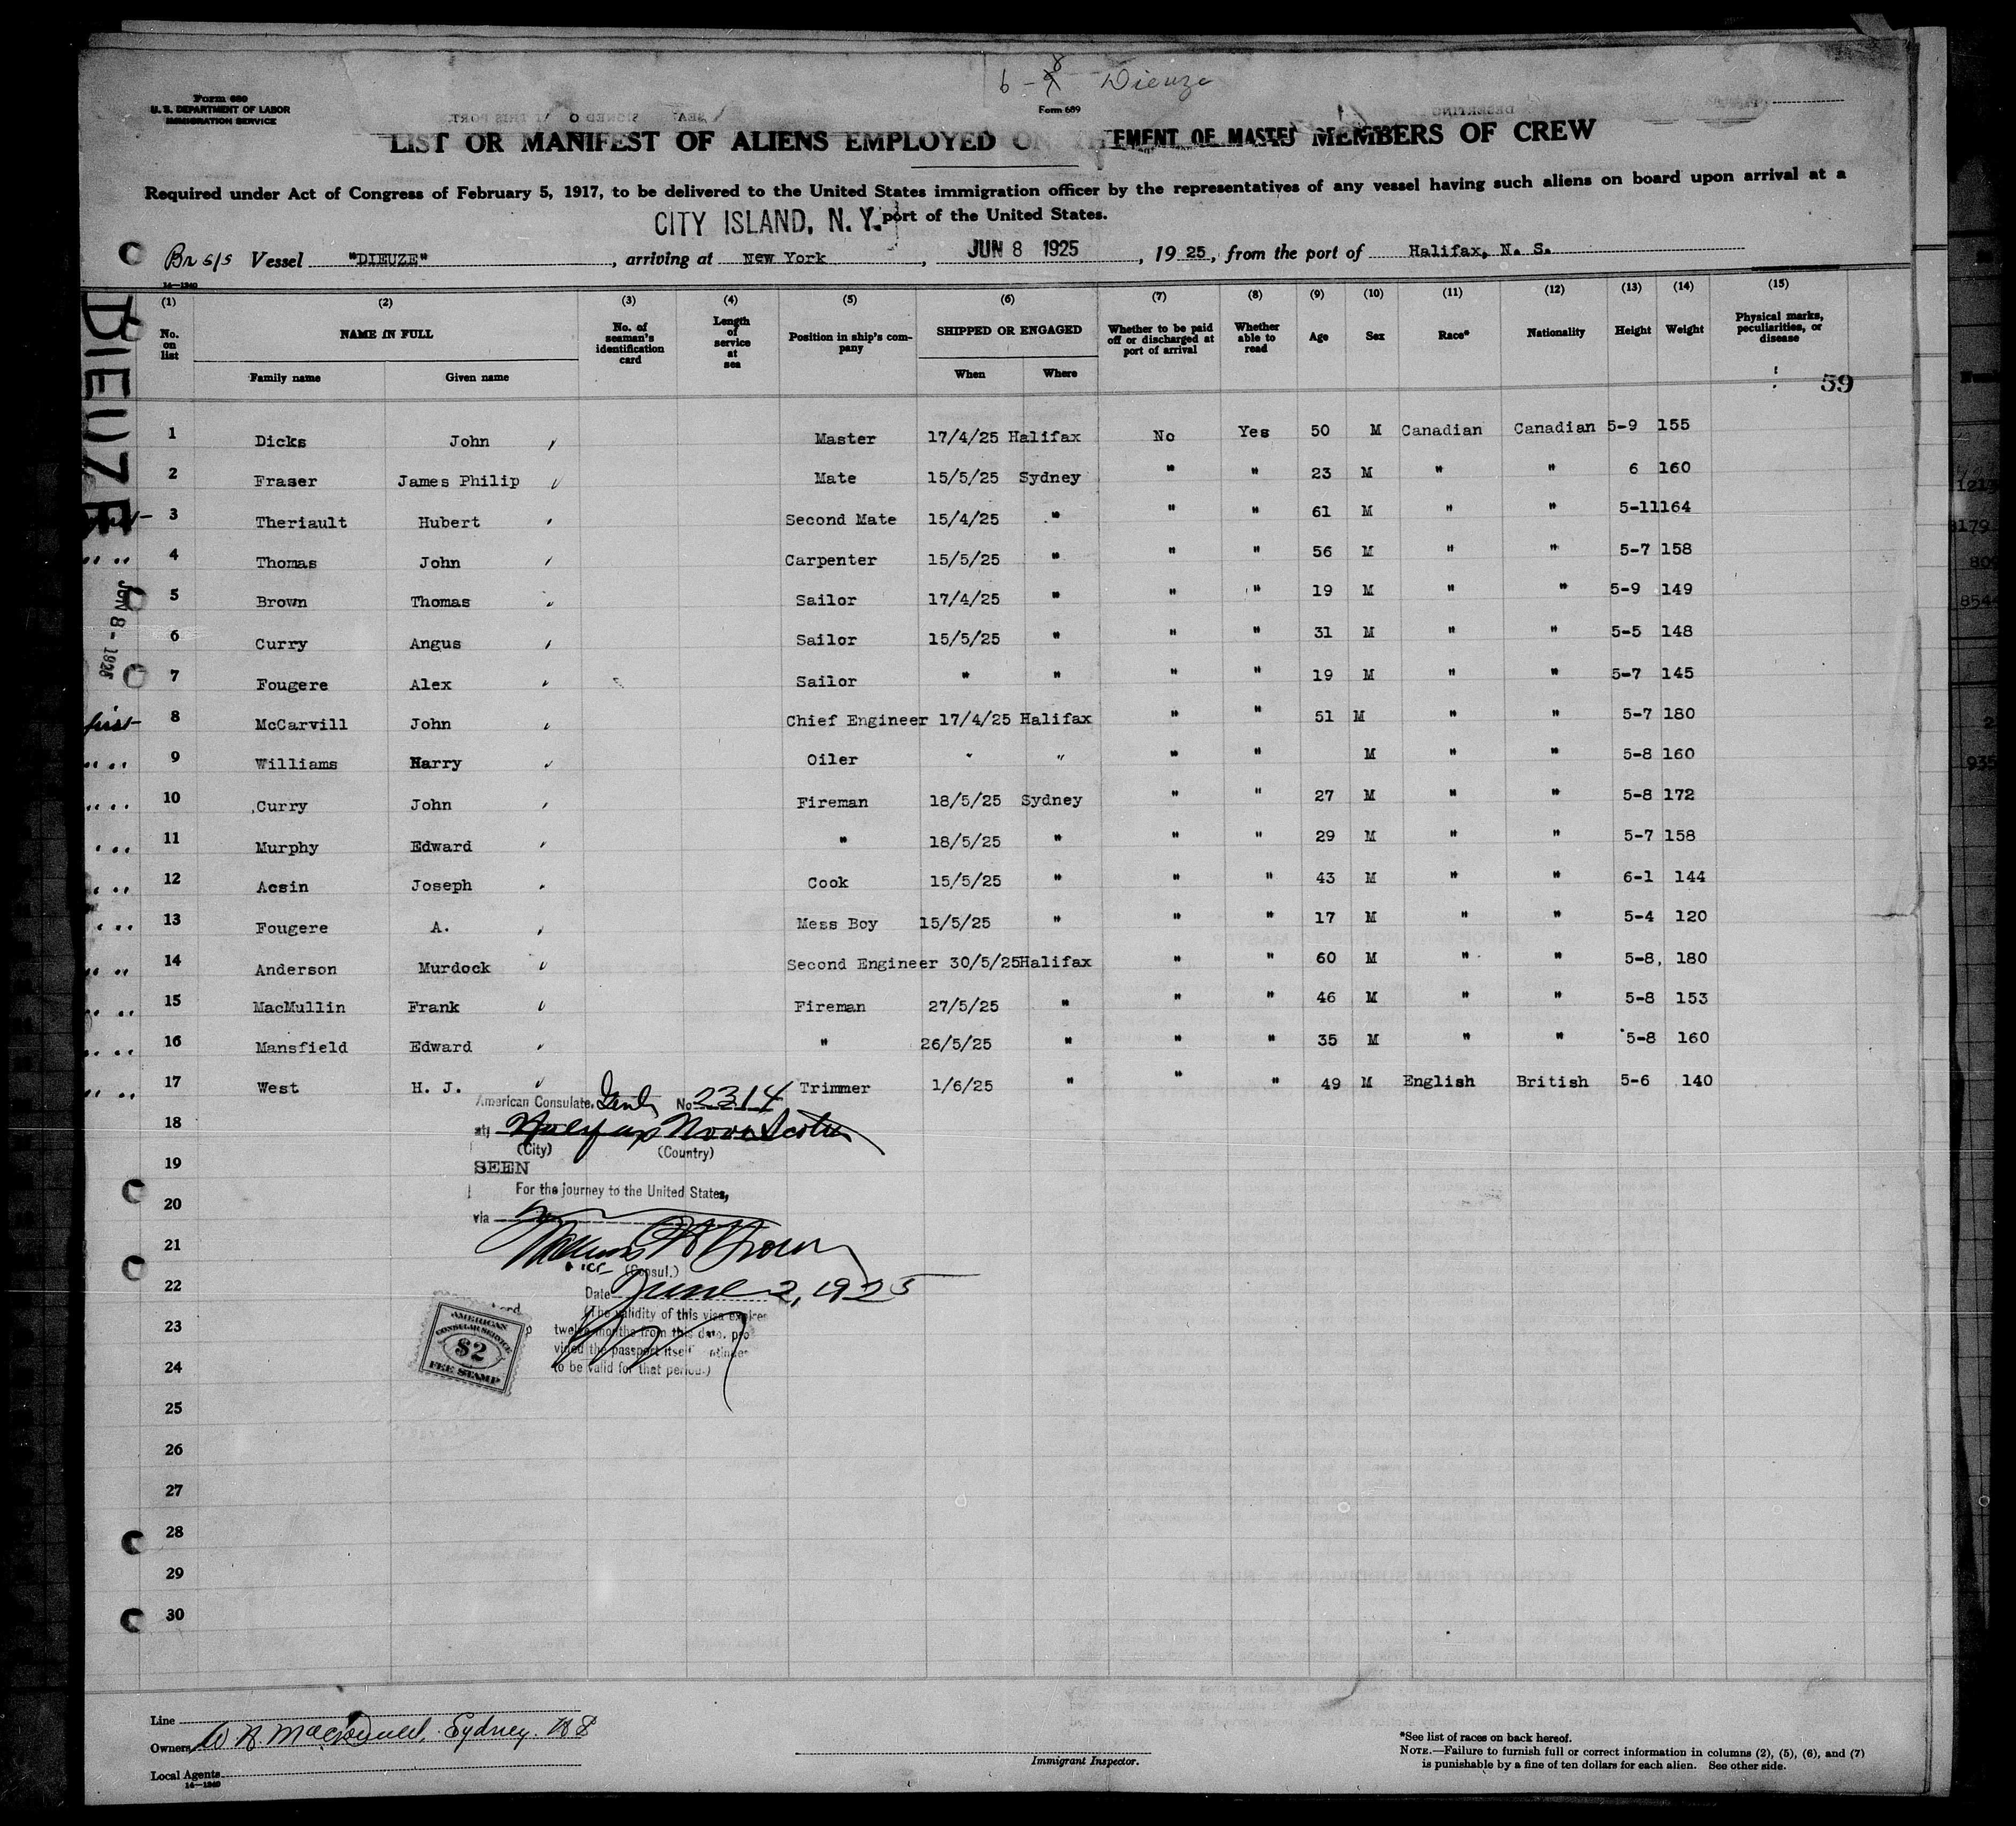 6-8 Dieuze
Form 689
U. S. DEPARTMENT OF LABOR
IMMIGRATION SERVICE
Form 689
LIST OR MANIFEST OF ALIENS EMPLOYED ON EMENT OF MASTER MEMBERS OF CREW
Required under Act of Congress of February 5, 1917, to be delivered to the United States immigration officer by the representatives of any vessel having such aliens on board upon arrival at a
CITY ISLAND, N. Y. port of the United States.
Br s/s Vessel "DIEUZE", arriving at New York, JUN 8 1925, 1925, from the port of Halifax, N. S.
14—1240
DIEUZE
JUN 8 - 1925
(1) (2) (3) (4) (5) (6) (7) (8) (9) (10) (11) (12) (13) (14) (15)
No. on list NAME IN FULL No. of seaman's identification card Length of service at sea Position in ship's company SHIPPED OR ENGAGED Whether to be paid off or discharged at port of arrival Whether able to read Age Sex Race* Nationality Height Weight Physical marks, peculiarities, or disease
Family name Given name When Where
59
1 Dicks John Master 17/4/25 Halifax No Yes 50 M Canadian Canadian 5-9 155
2 Fraser James Philip Mate 15/5/25 Sydney " " 23 M " " 6 160
3 Theriault Hubert Second Mate 15/4/25 " " " 61 M " " 5-11 164
4 Thomas John Carpenter 15/5/25 " " " 56 M " " 5-7 158
5 Brown Thomas Sailor 17/4/25 " " " 19 M " " 5-9 149
6 Curry Angus Sailor 15/5/25 " " " 31 M " " 5-5 148
7 Fougere Alex Sailor " " " " 19 M " " 5-7 145
first 8 McCarvill John Chief Engineer 17/4/25 Halifax " " 51 M " " 5-7 180
" " 9 Williams Harry Oiler " " " " M " " 5-8 160
" " 10 Curry John Fireman 18/5/25 Sydney " " 27 M " " 5-8 172
" " 11 Murphy Edward " 18/5/25 " " " 29 M " " 5-7 158
" " 12 Acsin Joseph Cook 15/5/25 " " " 43 M " " 6-1 144
" " 13 Fougere A. Mess Boy 15/5/25 " " " 17 M " " 5-4 120
" " 14 Anderson Murdock Second Engineer 30/5/25 Halifax " " 60 M " " 5-8, 180
" " 15 MacMullin Frank Fireman 27/5/25 " " " 46 M " " 5-8 153
" " 16 Mansfield Edward " 26/5/25 " " " 35 M " " 5-8 160
" " 17 West H. J. Trimmer 1/6/25 " " " 49 M English British 5-6 140
American Consulate, Genl, No 2314
18
at Halifax Nova Scotia
(City) (Country)
19
SEEN
For the journey to the United States,
20
via
21
Vice (Consul.)
22
Date June 2, 1925
(The validity of this visa expires
23
twelve months from this date, pro
vided the passport itself continues
24
to be valid for that period.)
AMERICAN CONSULAR SERVICE
$2
FEE STAMP
25
26
27
28
29
30
Line
Owners Sydney. N S
Local Agents
14—1240
Immigrant Inspector.
*See list of races on back hereof.
NOTE.—Failure to furnish full or correct information in columns (2), (5), (6), and (7)
is punishable by a fine of ten dollars for each alien. See other side.